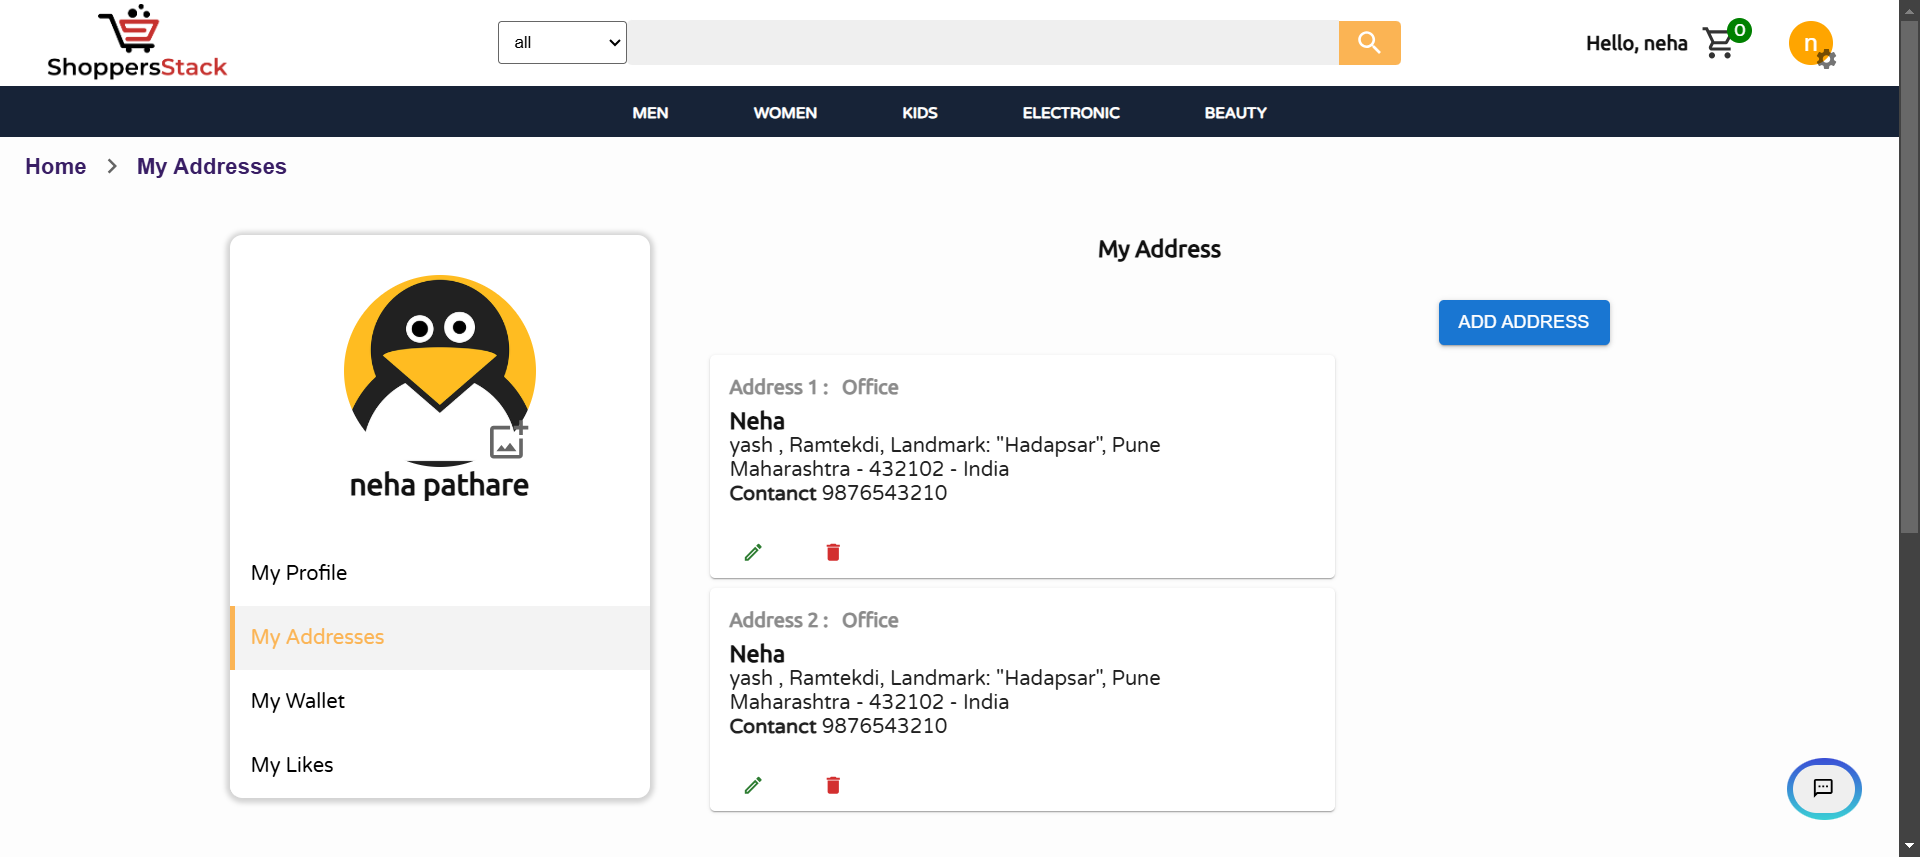 ShoppersStack
all
Hello, neha
0
n
MEN WOMEN KIDS ELECTRONIC BEAUTY
Home > My Addresses
neha pathare
My Profile
My Addresses
My Wallet
My Likes
My Address
ADD ADDRESS
Address 1 : Office
Neha
yash , Ramtekdi, Landmark: "Hadapsar", Pune
Maharashtra - 432102 - India
Contanct 9876543210
Address 2 : Office
Neha
yash , Ramtekdi, Landmark: "Hadapsar", Pune
Maharashtra - 432102 - India
Contanct 9876543210